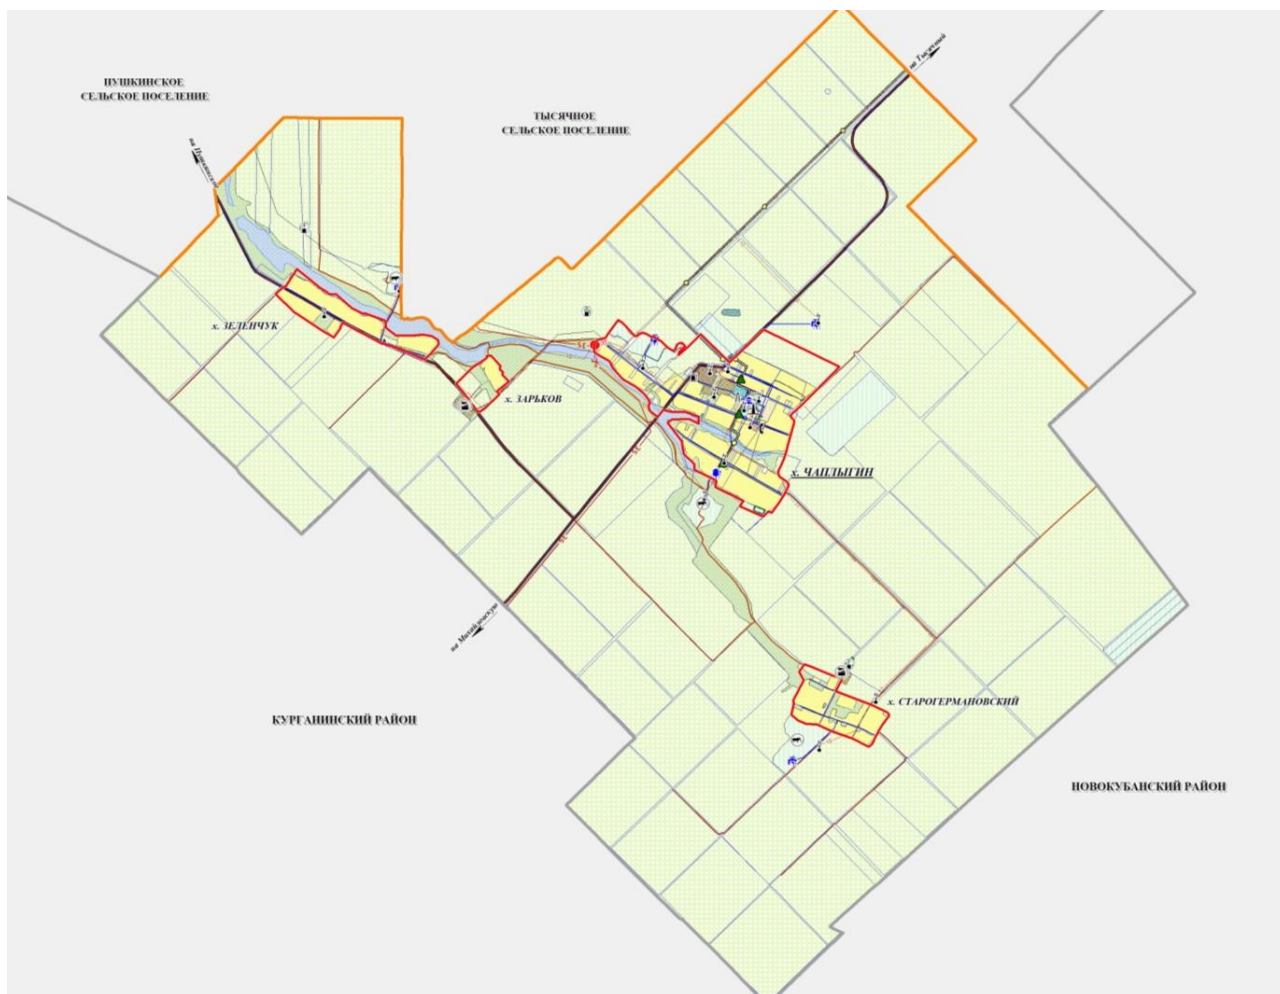 на Тысячный
ПУШКИНСКОЕ
СЕЛЬСКОЕ ПОСЕЛЕНИЕ
ТЫСЯЧНОЕ
СЕЛЬСКОЕ ПОСЕЛЕНИЕ
х. ЗЕЛЕНЧУК
х. ЗАРЬКОВ
х. ЧАПЛЫГИН
на Михайловскую
х. СТАРОГЕРМАНОВСКИЙ
КУРГАНИНСКИЙ РАЙОН
НОВОКУБАНСКИЙ РАЙОН